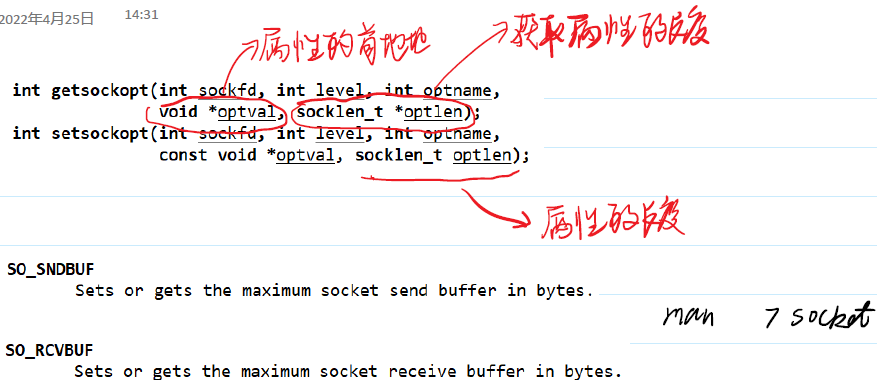 2022年4月25日 14:31
属性的首地址
获取属性的长度
int getsockopt(int sockfd, int level, int optname,
void *optval, socklen_t *optlen);
int setsockopt(int sockfd, int level, int optname,
const void *optval, socklen_t optlen);
属性的长度
SO_SNDBUF
Sets or gets the maximum socket send buffer in bytes.
man 7 socket
SO_RCVBUF
Sets or gets the maximum socket receive buffer in bytes.